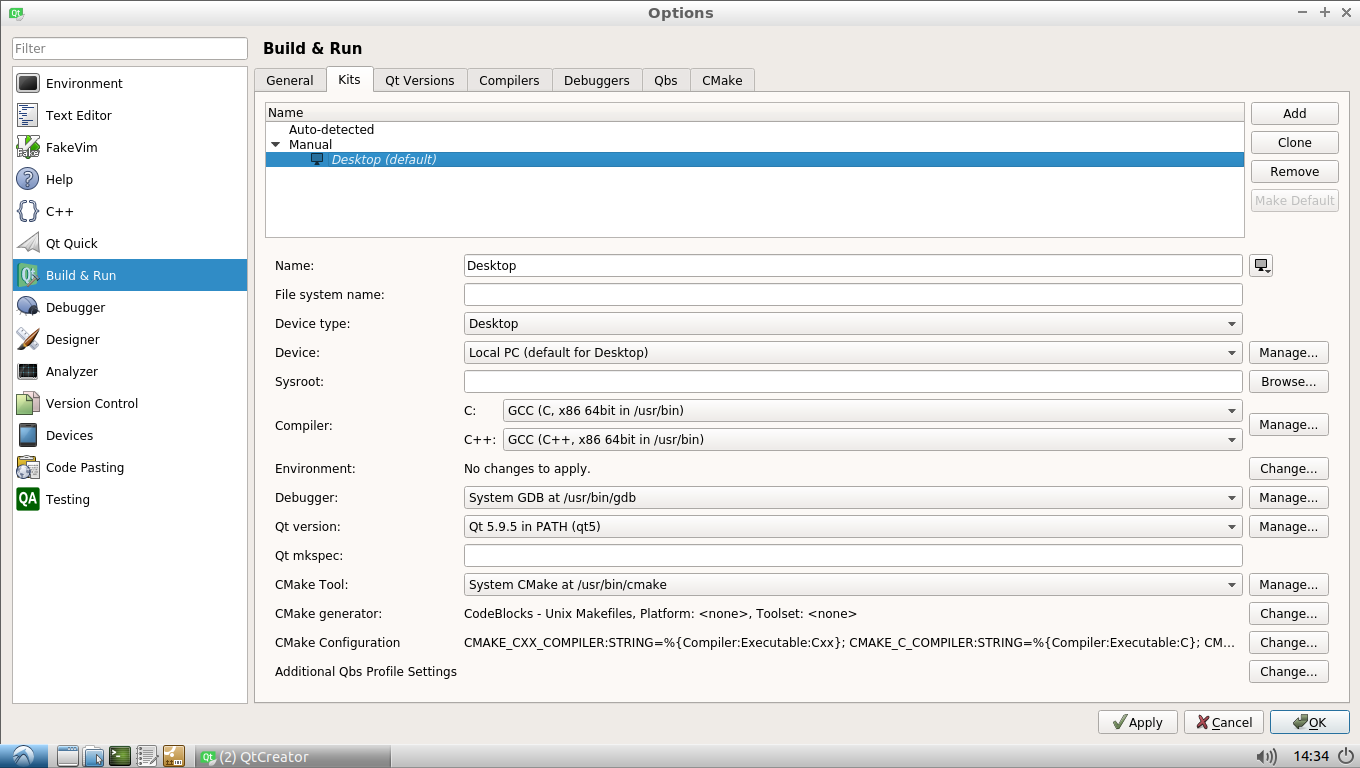 Options
Filter
Build & Run
Environment
Text Editor
FakeVim
Help
C++
Qt Quick
Build & Run
Debugger
Designer
Analyzer
Version Control
Devices
Code Pasting
QA Testing
General Kits Qt Versions Compilers Debuggers Qbs CMake
Name
Auto-detected
Manual
Desktop (default)
Add
Clone
Remove
Make Default
Name: Desktop
File system name:
Device type: Desktop
Device: Local PC (default for Desktop) Manage...
Sysroot: Browse...
Compiler:
C: GCC (C, x86 64bit in /usr/bin)
C++: GCC (C++, x86 64bit in /usr/bin)
Manage...
Environment: No changes to apply. Change...
Debugger: System GDB at /usr/bin/gdb Manage...
Qt version: Qt 5.9.5 in PATH (qt5) Manage...
Qt mkspec:
CMake Tool: System CMake at /usr/bin/cmake Manage...
CMake generator: CodeBlocks - Unix Makefiles, Platform: <none>, Toolset: <none> Change...
CMake Configuration CMAKE_CXX_COMPILER:STRING=%{Compiler:Executable:Cxx}; CMAKE_C_COMPILER:STRING=%{Compiler:Executable:C}; CM... Change...
Additional Qbs Profile Settings Change...
Apply Cancel OK
Qt (2) QtCreator 14:34